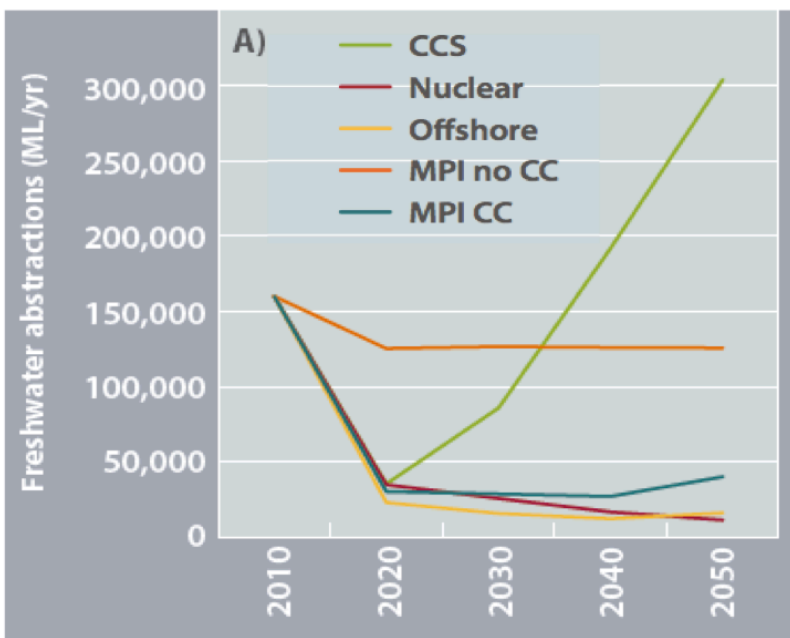 A)
CCS
Nuclear
Offshore
MPI no CC
MPI CC
Freshwater abstractions (ML/yr)
300,000
250,000
200,000
150,000
100,000
50,000
0
2010
2020
2030
2040
2050